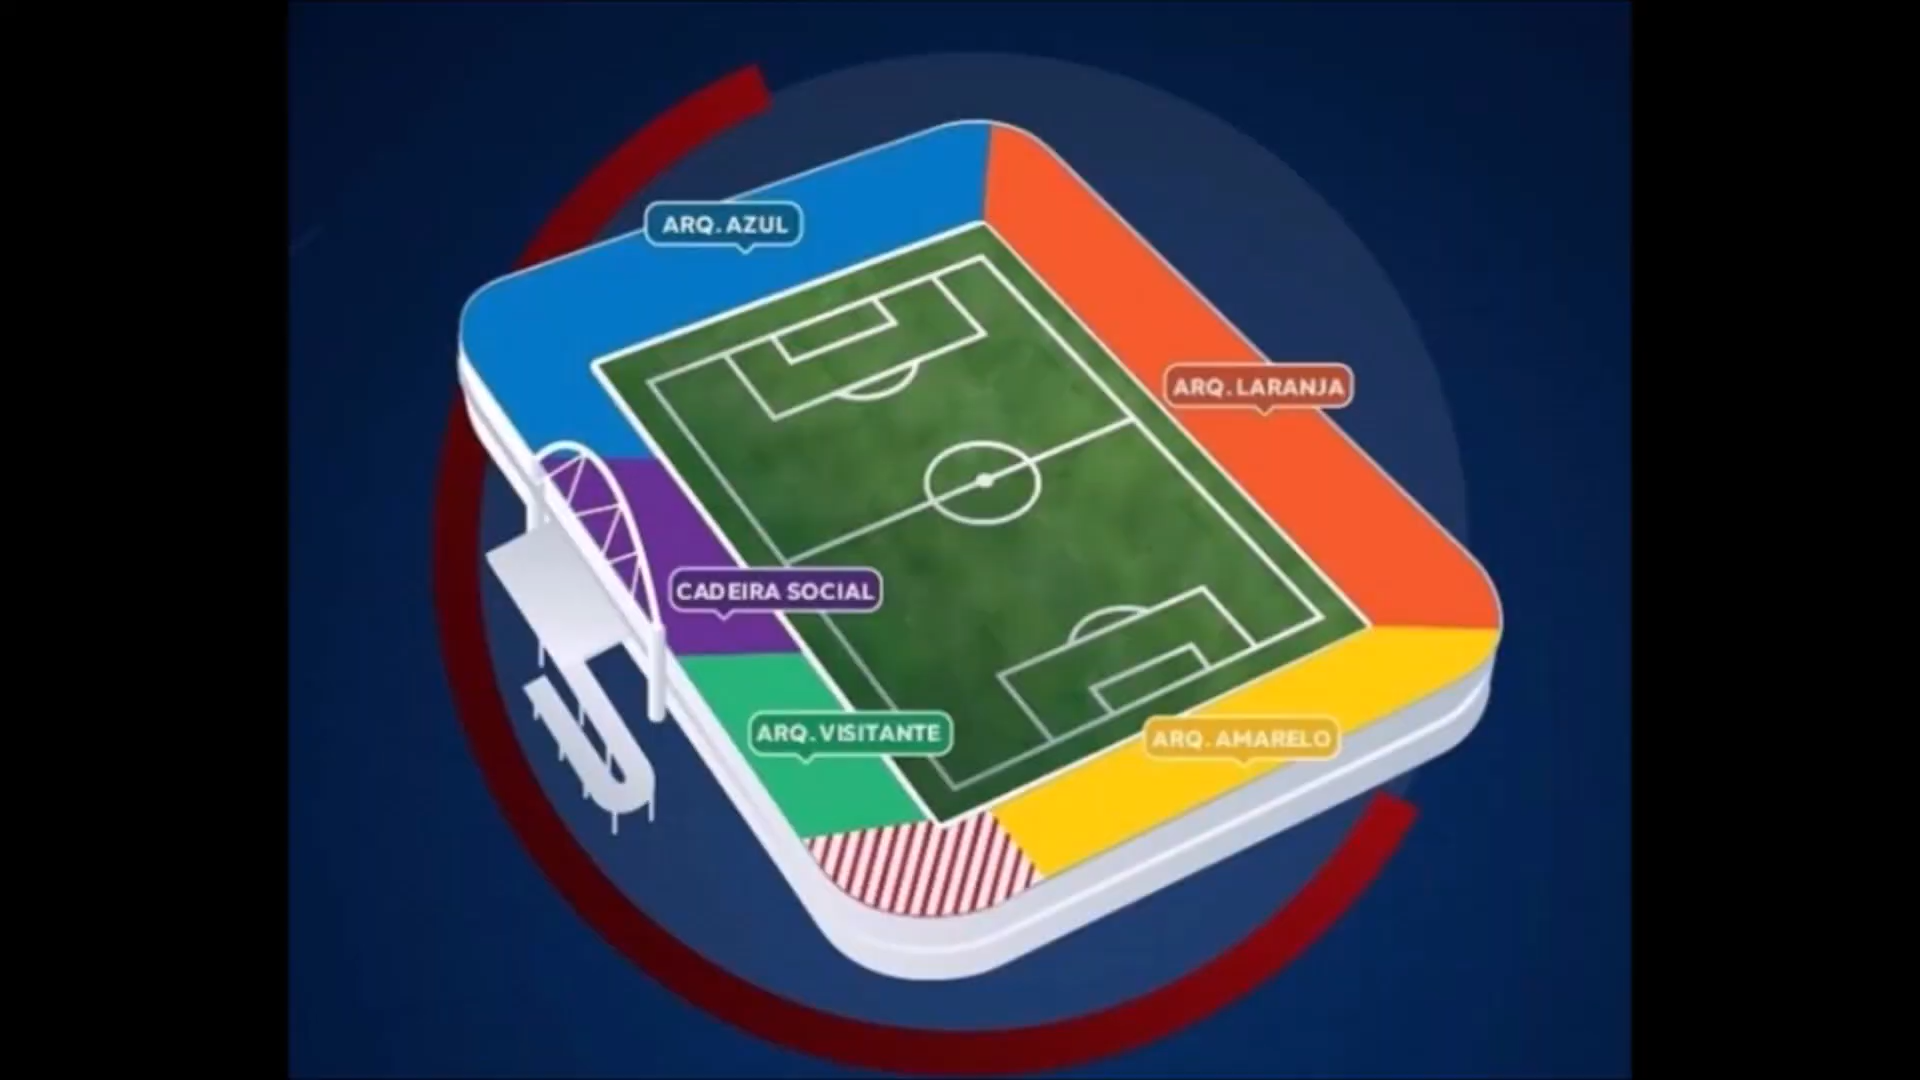 ARQ. AZUL
ARQ. LARANJA
CADEIRA SOCIAL
ARQ. VISITANTE
ARQ. AMARELO